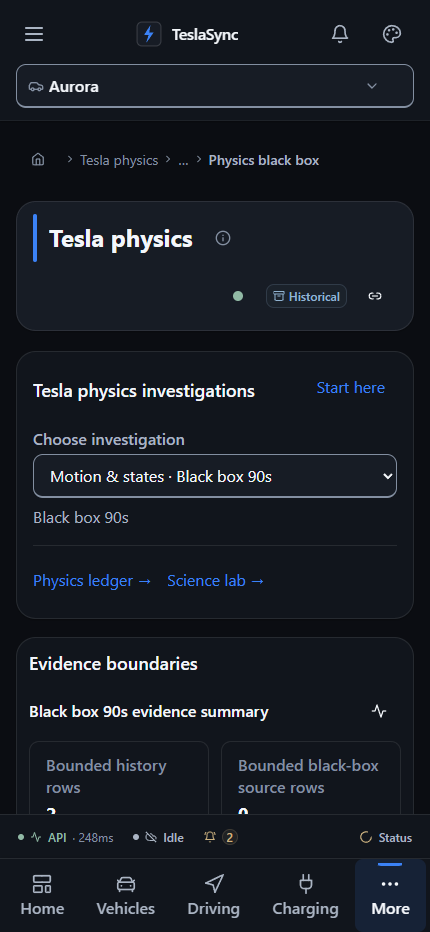 TeslaSync
Aurora
Tesla physics > ... > Physics black box
Tesla physics
Historical
Tesla physics investigations
Start here
Choose investigation
Motion & states · Black box 90s
Black box 90s
Physics ledger → Science lab →
Evidence boundaries
Black box 90s evidence summary
Bounded history
rows
Bounded black-box
source rows
API · 248ms
Idle
2
Status
Home
Vehicles
Driving
Charging
More